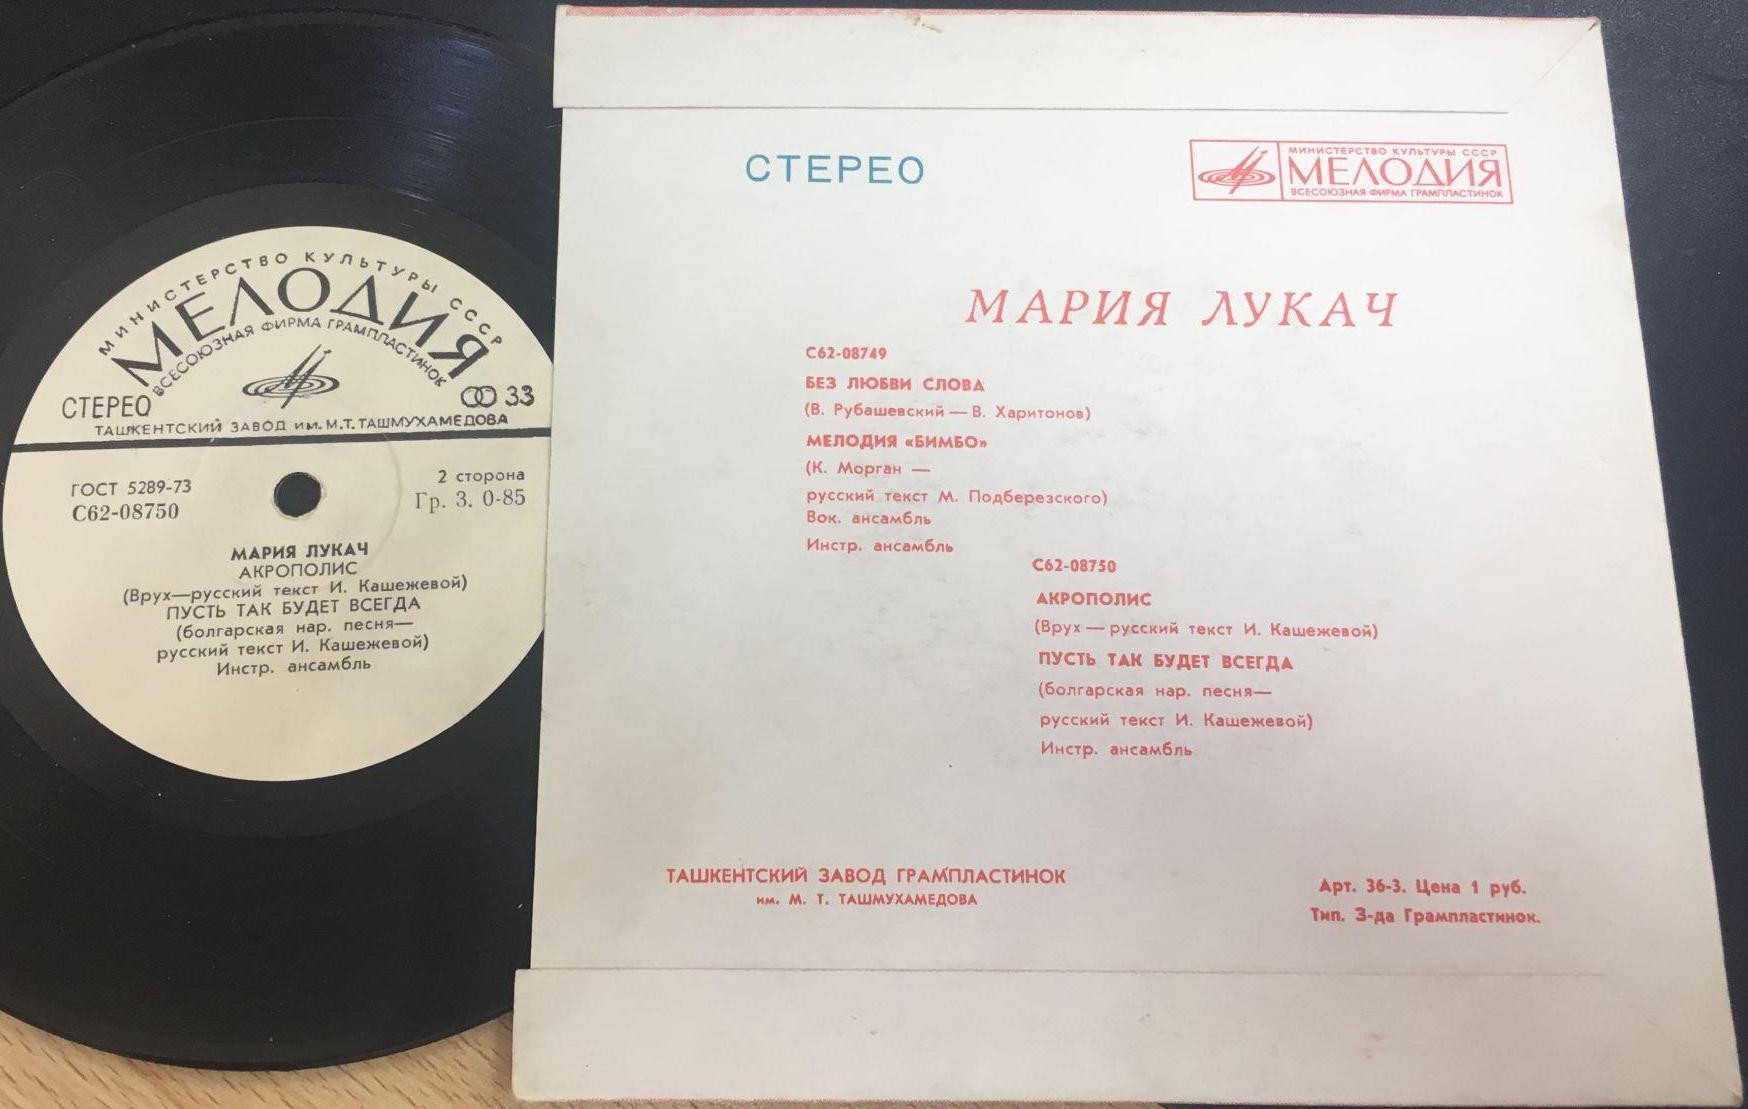 МИНИСТЕРСТВО КУЛЬТУРЫ СССР
МЕЛОДИЯ
ВСЕСОЮЗНАЯ ФИРМА ГРАМПЛАСТИНОК
СТЕРЕО
33
ТАШКЕНТСКИЙ ЗАВОД им. М.Т. ТАШМУХАМЕДОВА
ГОСТ 5289-73
2 сторона
С62-08750
Гр. 3. 0-85
МАРИЯ ЛУКАЧ
АКРОПОЛИС
(Врух—русский текст И. Кашежевой)
ПУСТЬ ТАК БУДЕТ ВСЕГДА
(болгарская нар. песня—
русский текст И. Кашежевой)
Инстр. ансамбль
СТЕРЕО
МИНИСТЕРСТВО КУЛЬТУРЫ СССР
МЕЛОДИЯ
ВСЕСОЮЗНАЯ ФИРМА ГРАМПЛАСТИНОК
МАРИЯ ЛУКАЧ
С62-08749
БЕЗ ЛЮБВИ СЛОВА
(В. Рубашевский — В. Харитонов)
МЕЛОДИЯ «БИМБО»
(К. Морган —
русский текст М. Подберезского)
Вок. ансамбль
Инстр. ансамбль
С62-08750
АКРОПОЛИС
(Врух — русский текст И. Кашежевой)
ПУСТЬ ТАК БУДЕТ ВСЕГДА
(болгарская нар. песня—
русский текст И. Кашежевой)
Инстр. ансамбль
ТАШКЕНТСКИЙ ЗАВОД ГРАМПЛАСТИНОК
им. М. Т. ТАШМУХАМЕДОВА
Арт. 36-3. Цена 1 руб.
Тип. З-да Грампластинок.